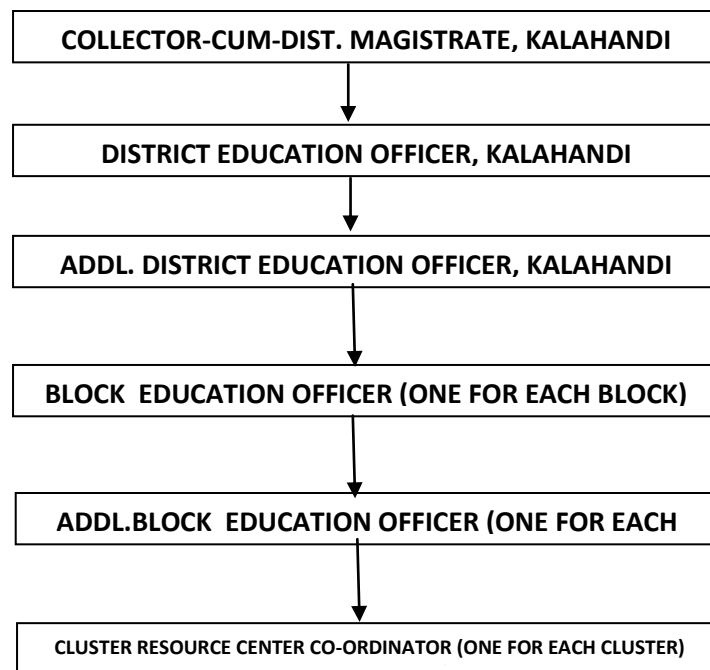 COLLECTOR-CUM-DIST. MAGISTRATE, KALAHANDI
DISTRICT EDUCATION OFFICER, KALAHANDI
ADDL. DISTRICT EDUCATION OFFICER, KALAHANDI
BLOCK EDUCATION OFFICER (ONE FOR EACH BLOCK)
ADDL.BLOCK EDUCATION OFFICER (ONE FOR EACH
CLUSTER RESOURCE CENTER CO-ORDINATOR (ONE FOR EACH CLUSTER)